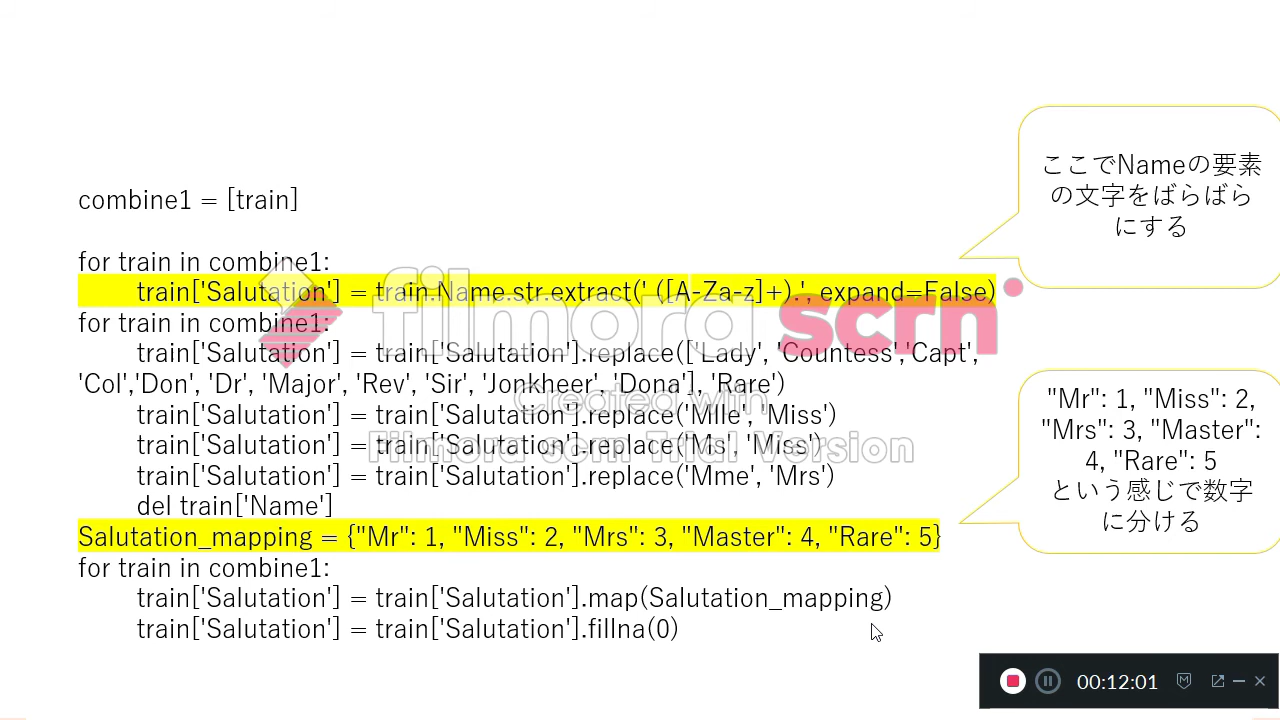 combine1 = [train]
for train in combine1:
train['Salutation'] = train.Name.str.extract(' ([A-Za-z]+).', expand=False)
for train in combine1:
train['Salutation'] = train['Salutation'].replace(['Lady', 'Countess','Capt',
'Col','Don', 'Dr', 'Major', 'Rev', 'Sir', 'Jonkheer', 'Dona'], 'Rare')
train['Salutation'] = train['Salutation'].replace('Mlle', 'Miss')
train['Salutation'] = train['Salutation'].replace('Ms', 'Miss')
train['Salutation'] = train['Salutation'].replace('Mme', 'Mrs')
del train['Name']
Salutation_mapping = {"Mr": 1, "Miss": 2, "Mrs": 3, "Master": 4, "Rare": 5}
for train in combine1:
train['Salutation'] = train['Salutation'].map(Salutation_mapping)
train['Salutation'] = train['Salutation'].fillna(0)
ここでNameの要素
の文字をばらばら
にする
"Mr": 1, "Miss": 2,
"Mrs": 3, "Master":
4, "Rare": 5
という感じで数字
に分ける
filmora scrn
Created with
Filmora scrn Trial Version
00:12:01